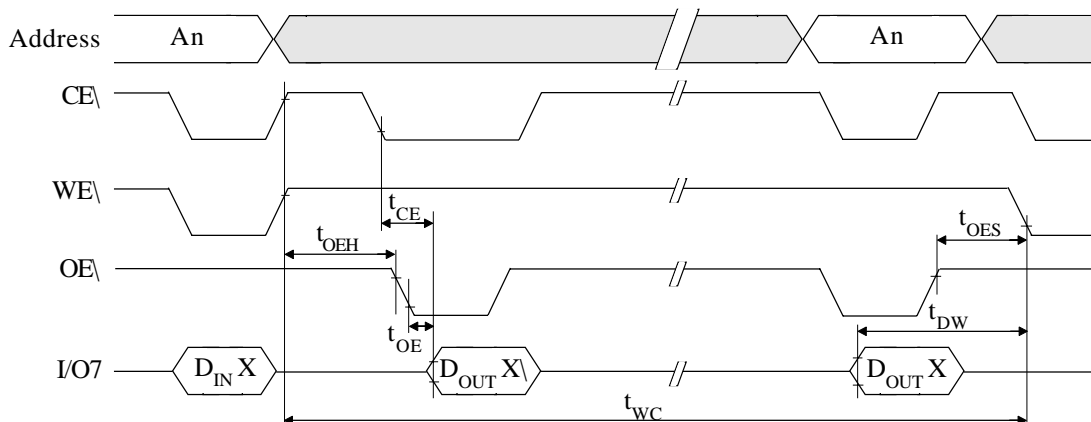 Address An An
CE\
WE\
tCE
tOEH tOES
OE\
tOE tDW
I/O7 DIN X DOUT X\ DOUT X
tWC